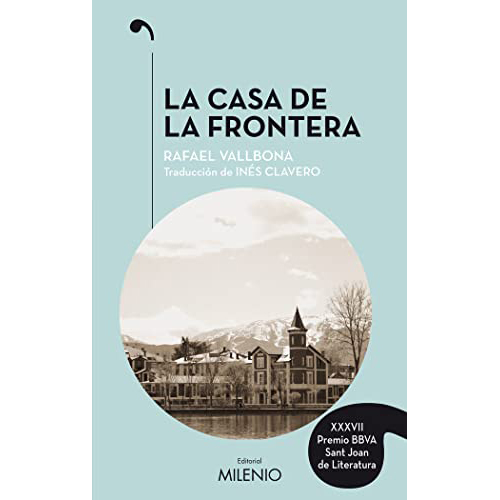 LA CASA DE
LA FRONTERA
RAFAEL VALLBONA
Traducción de INÉS CLAVERO
XXXVII
Premio BBVA
Sant Joan
de Literatura
Editorial
MILENIO